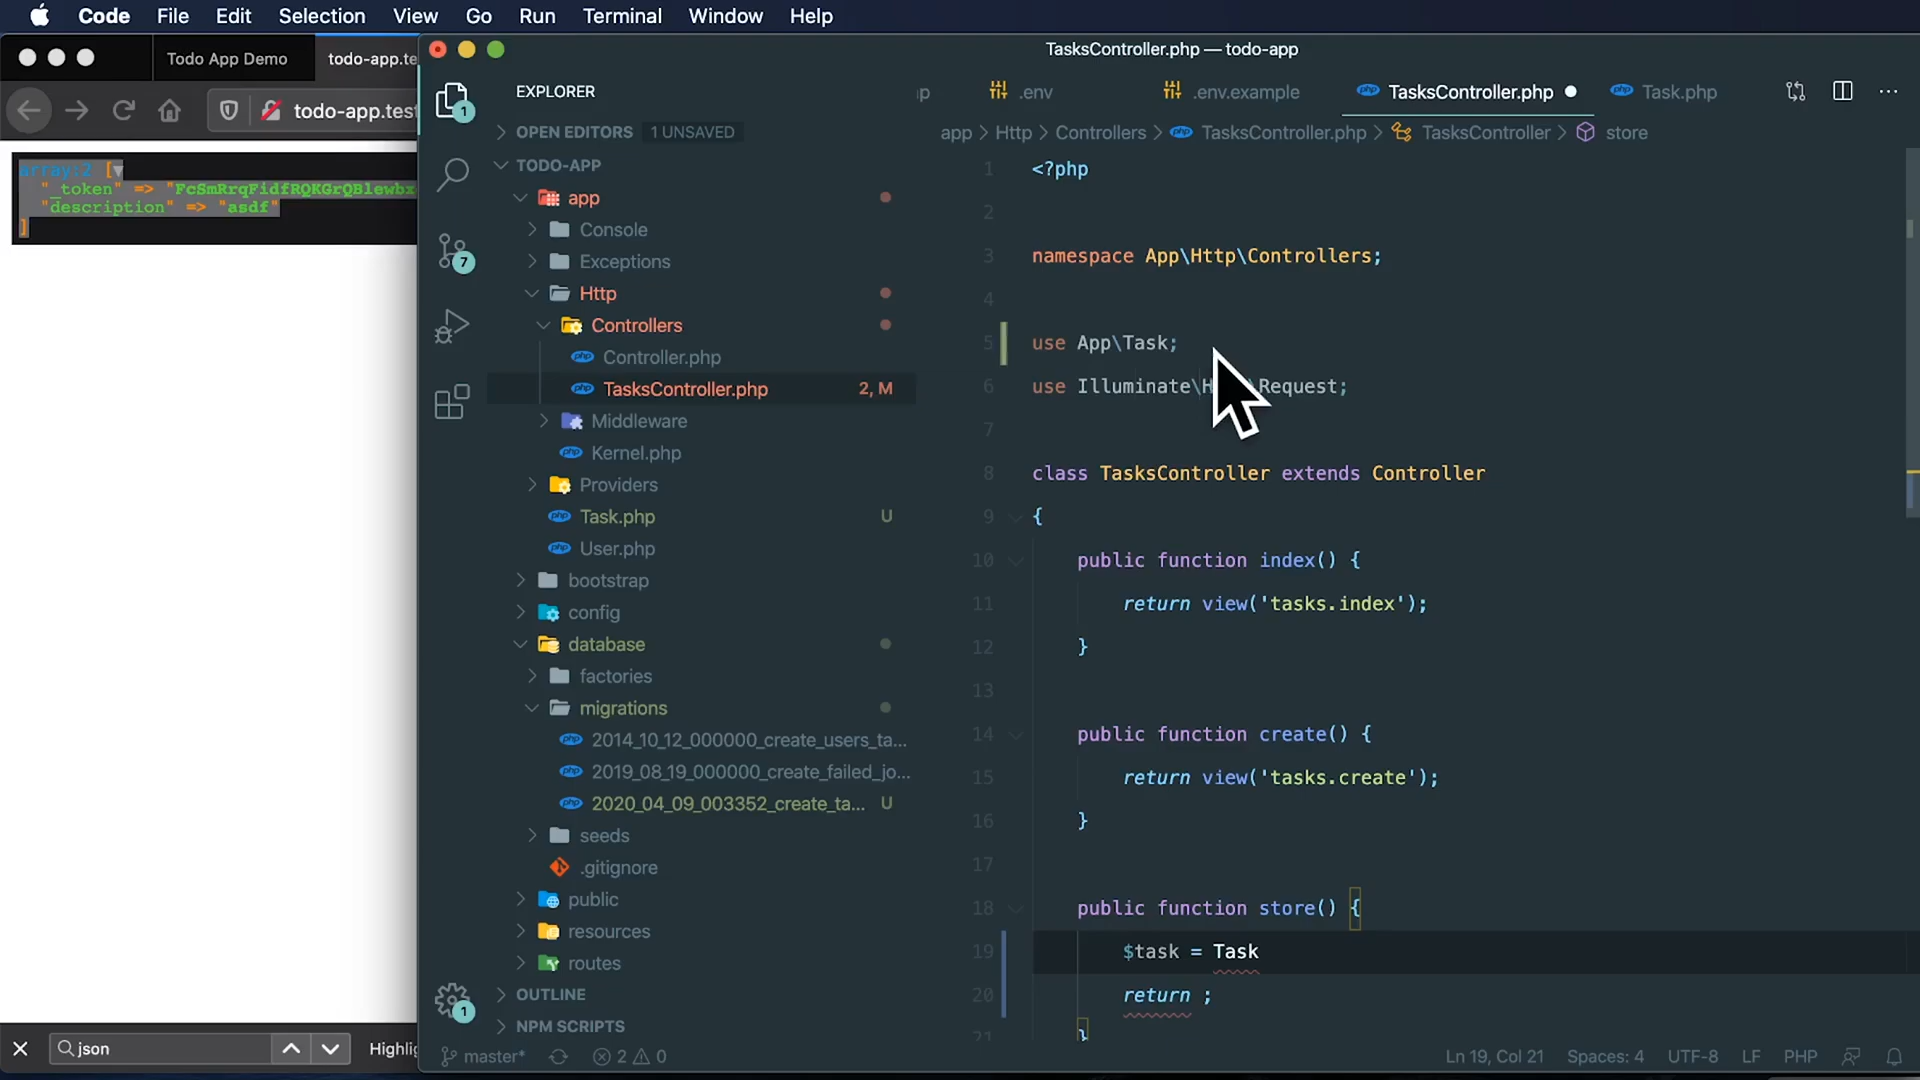 Code File Edit Selection View Go Run Terminal Window Help
Todo App Demo
todo-app.te
todo-app.test
array:2 [▼
"_token" => "FcSmRrqFidfRQKGrQBlewbx
"description" => "asdf"
]
json
Highlig
TasksController.php — todo-app
EXPLORER
OPEN EDITORS 1 UNSAVED
TODO-APP
app
Console
Exceptions
Http
Controllers
Controller.php
TasksController.php 2, M
Middleware
Kernel.php
Providers
Task.php U
User.php
bootstrap
config
database
factories
migrations
2014_10_12_000000_create_users_ta...
2019_08_19_000000_create_failed_jo...
2020_04_09_003352_create_ta... U
seeds
.gitignore
public
resources
routes
OUTLINE
NPM SCRIPTS
1
7
1
.env
.env.example
TasksController.php
Task.php
app > Http > Controllers > TasksController.php > TasksController > store
1 <?php
2
3 namespace App\Http\Controllers;
4
5 use App\Task;
6 use Illuminate\H \Request;
7
8 class TasksController extends Controller
9 {
10 public function index() {
11 return view('tasks.index');
12 }
13
14 public function create() {
15 return view('tasks.create');
16 }
17
18 public function store() {
19 $task = Task
20 return ;
21 }
master* 2 0 Ln 19, Col 21 Spaces: 4 UTF-8 LF PHP